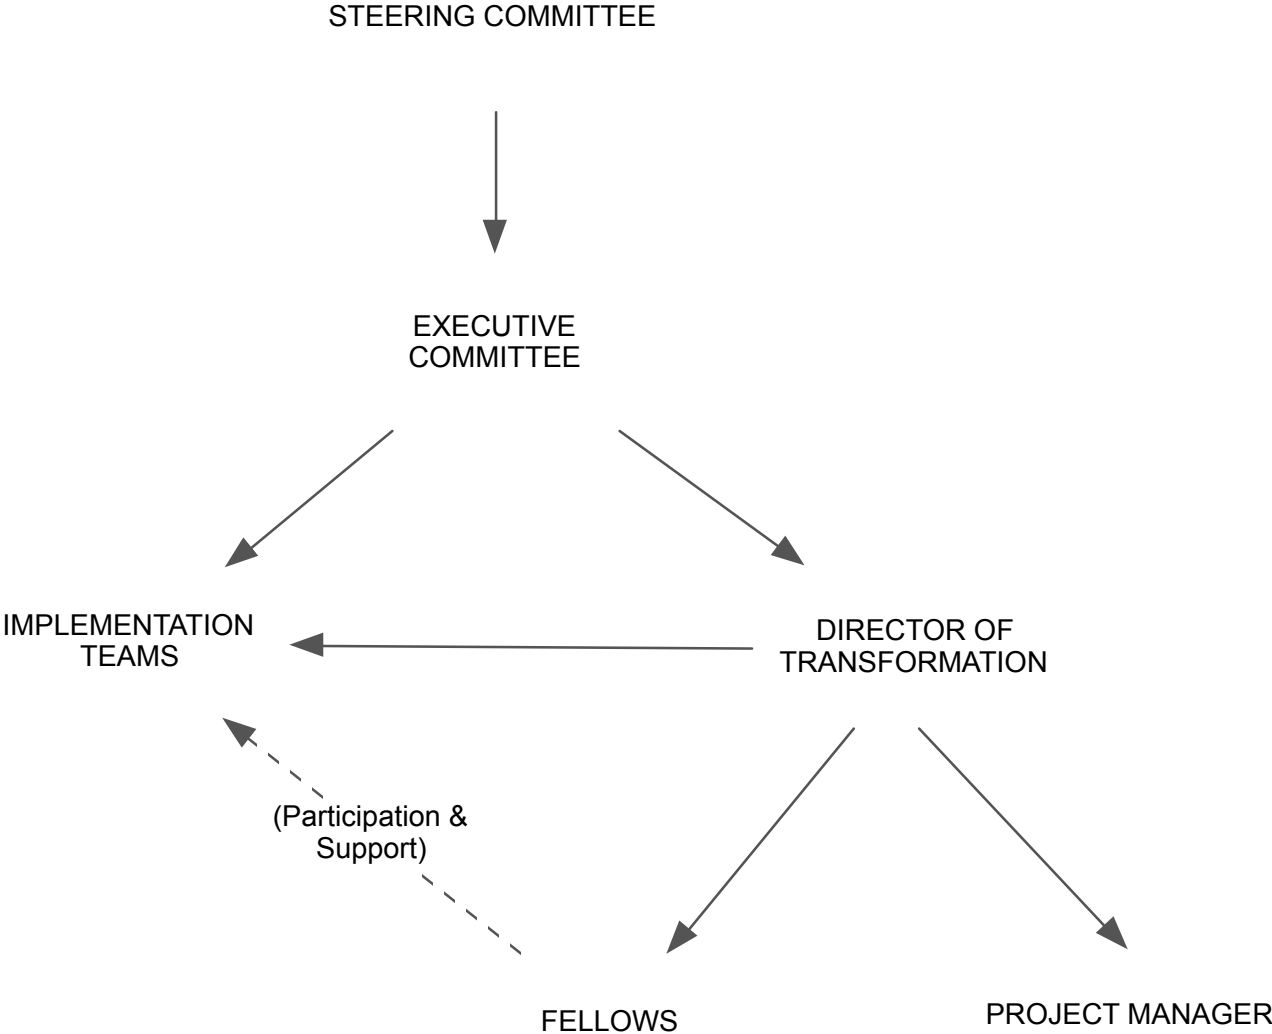 STEERING COMMITTEE
EXECUTIVE
COMMITTEE
IMPLEMENTATION
TEAMS
DIRECTOR OF
TRANSFORMATION
(Participation &
Support)
FELLOWS
PROJECT MANAGER